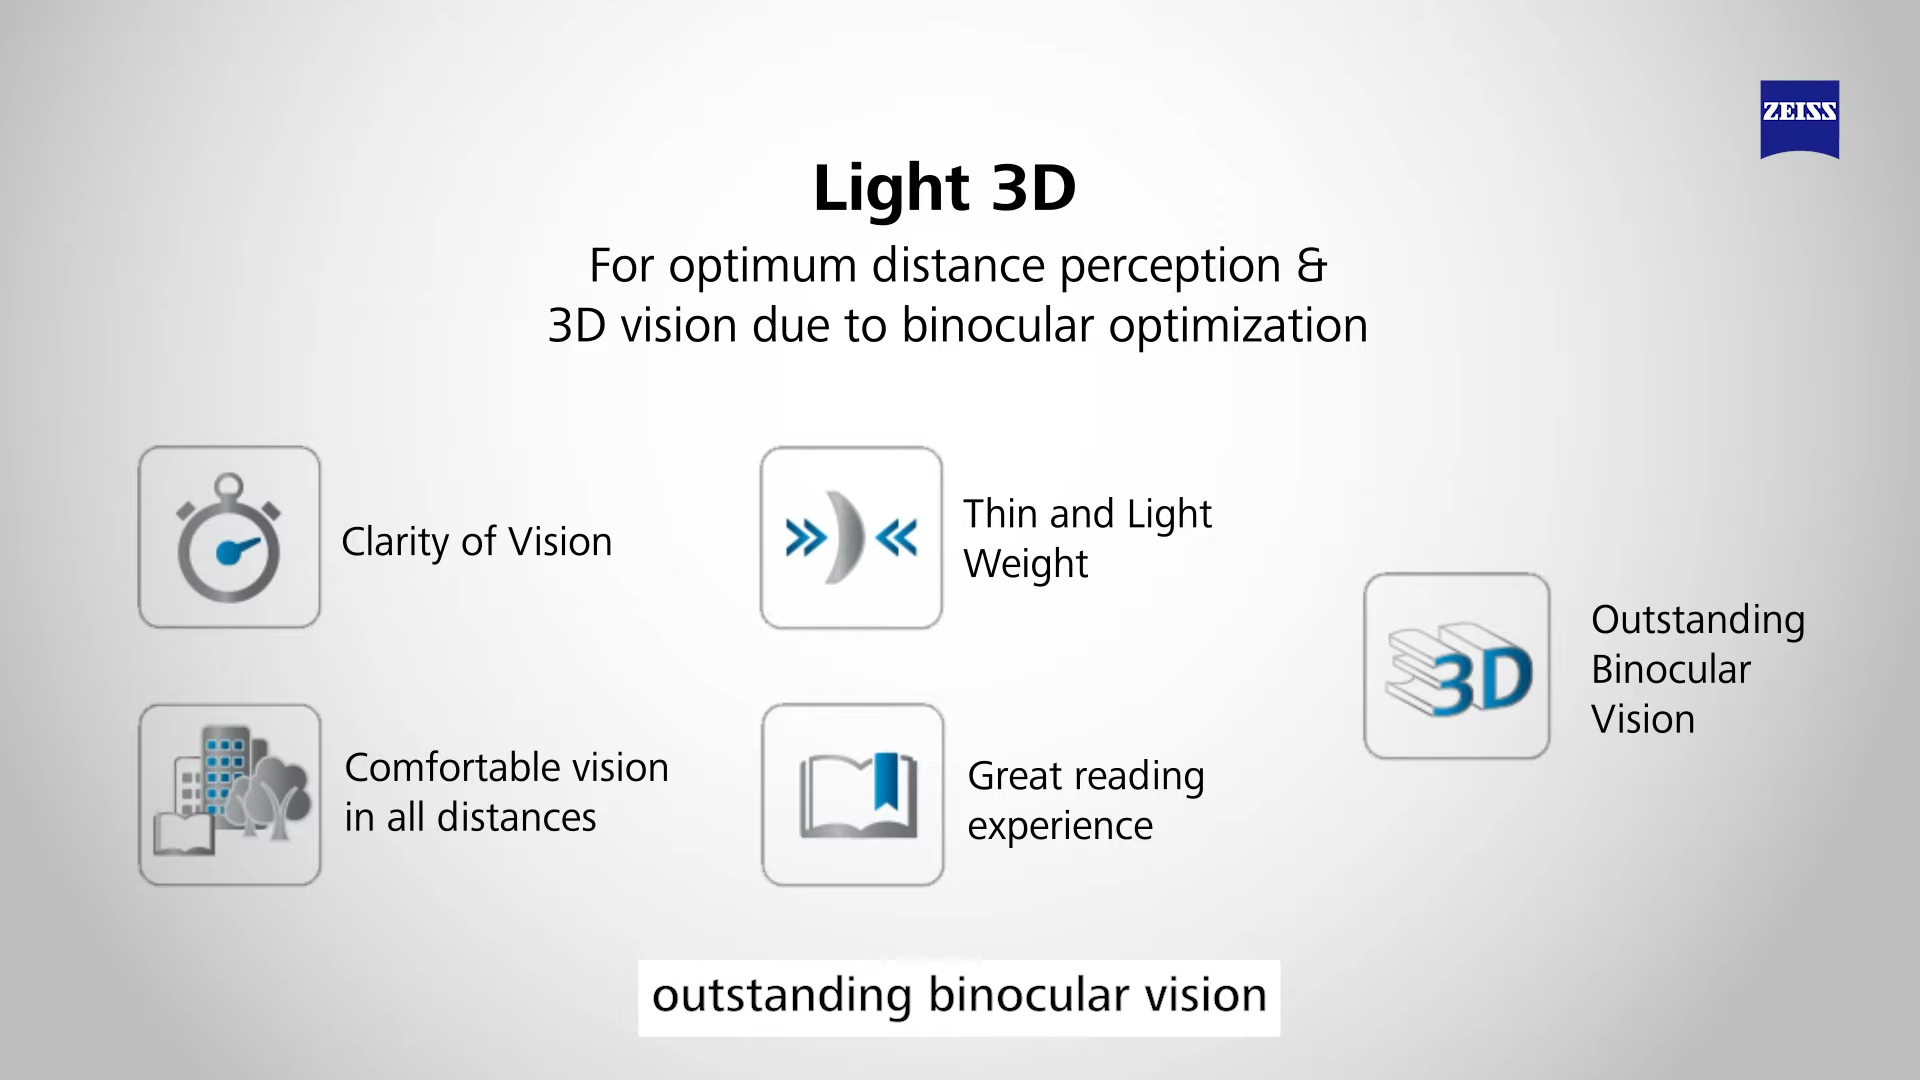 ZEISS
Light 3D
For optimum distance perception &
3D vision due to binocular optimization
Clarity of Vision
Thin and Light
Weight
Comfortable vision
in all distances
Great reading
experience
3D
Outstanding
Binocular
Vision
outstanding binocular vision